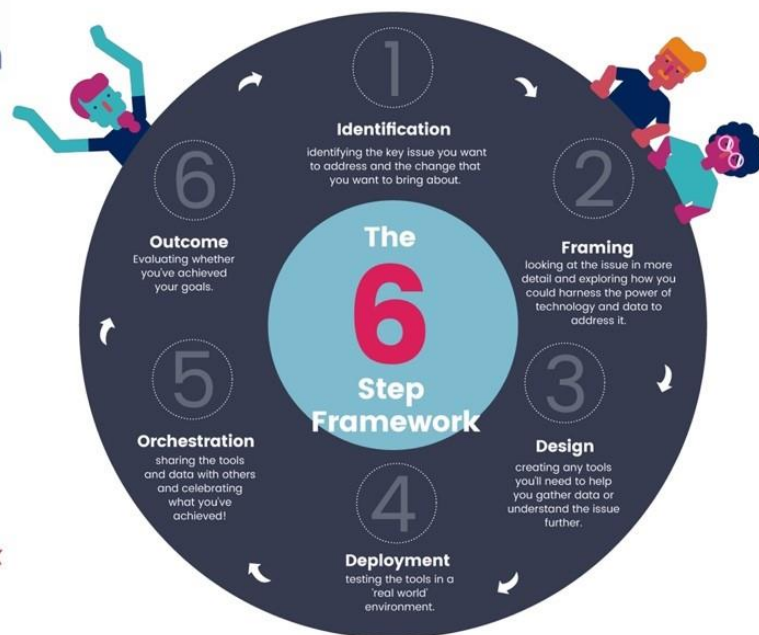 1
Identification
identifying the key issue you want
to address and the change that
you want to bring about.
2
Framing
looking at the issue in more
detail and exploring how you
could harness the power of
technology and data to
address it.
3
Design
creating any tools
you'll need to help
you gather data or
understand the issue
further.
4
Deployment
testing the tools in a
'real world'
environment.
5
Orchestration
sharing the tools
and data with others
and celebrating
what you've
achieved!
6
Outcome
Evaluating whether
you've achieved
your goals.
The
6
Step
Framework